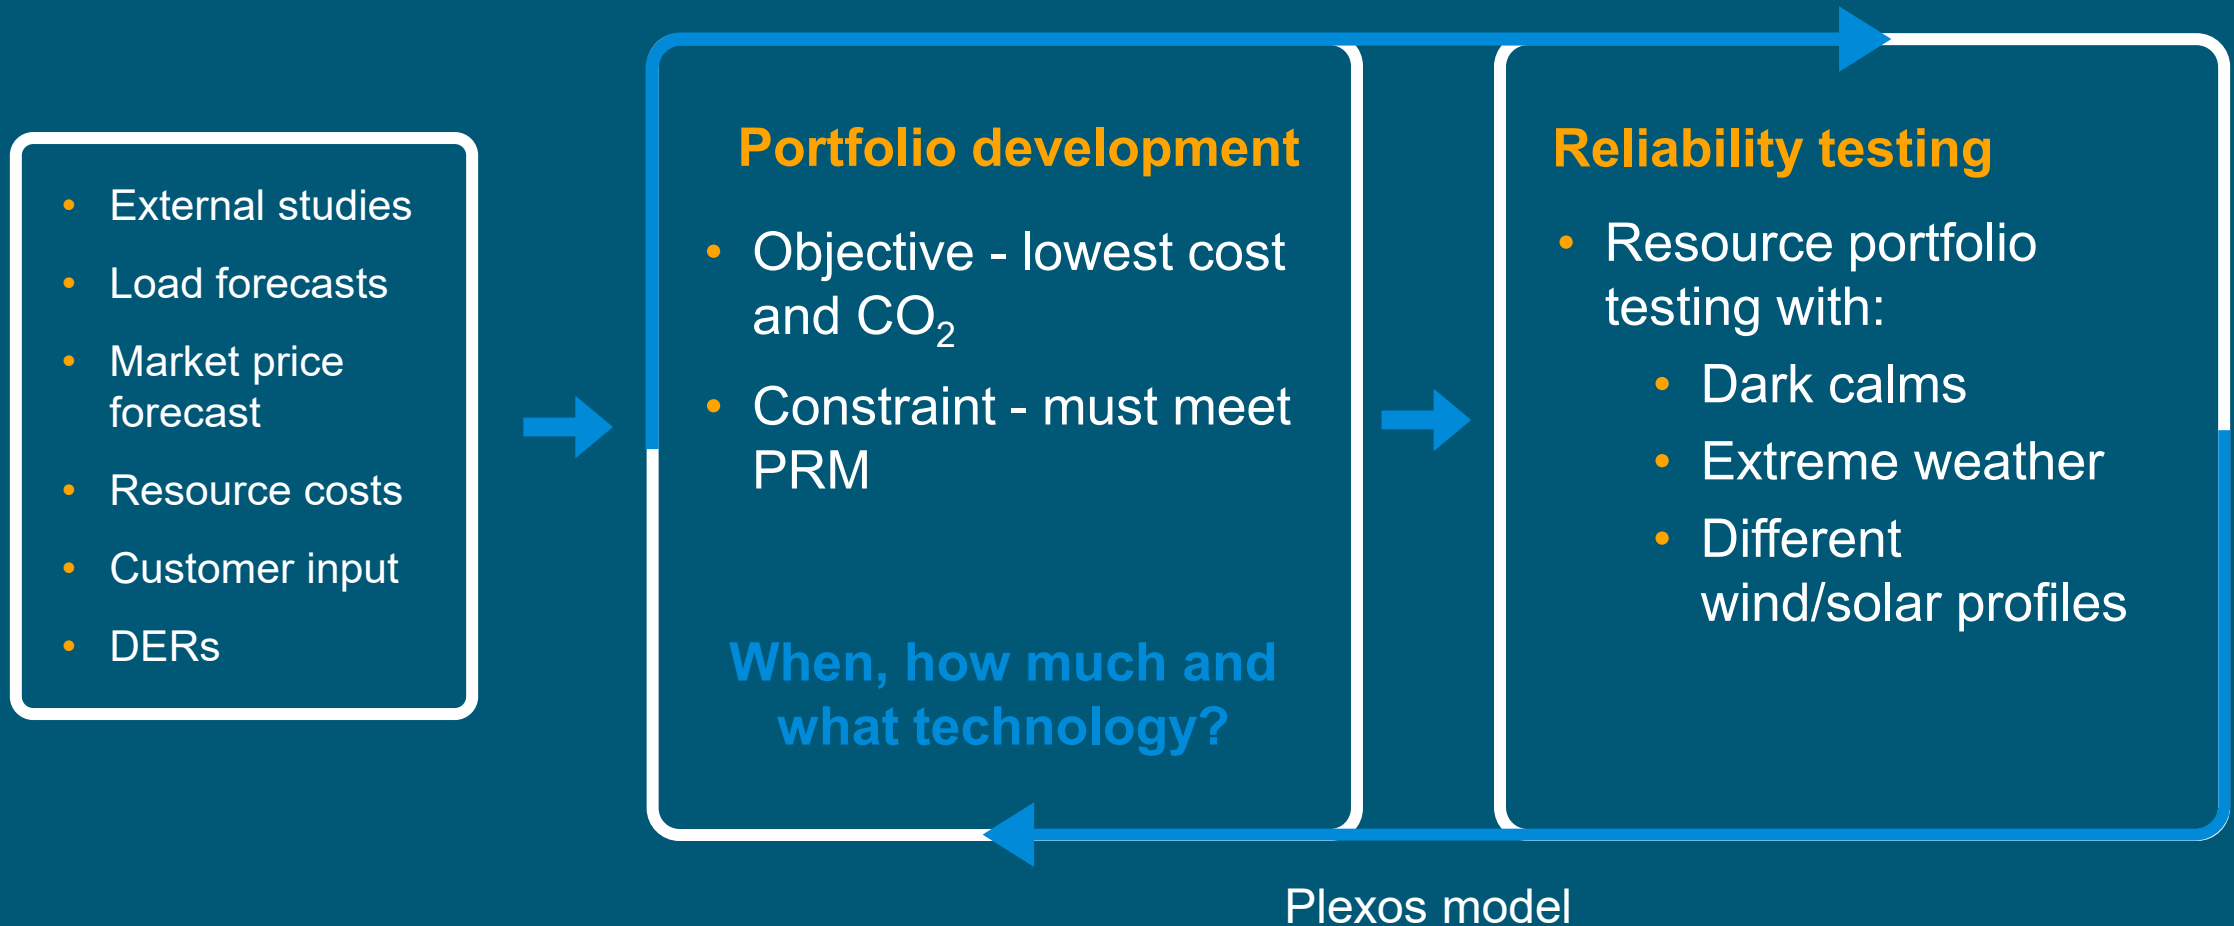 • External studies
• Load forecasts
• Market price
forecast
• Resource costs
• Customer input
• DERs
Portfolio development
• Objective - lowest cost
and CO₂
• Constraint - must meet
PRM
When, how much and
what technology?
Reliability testing
• Resource portfolio
testing with:
• Dark calms
• Extreme weather
• Different
wind/solar profiles
Plexos model